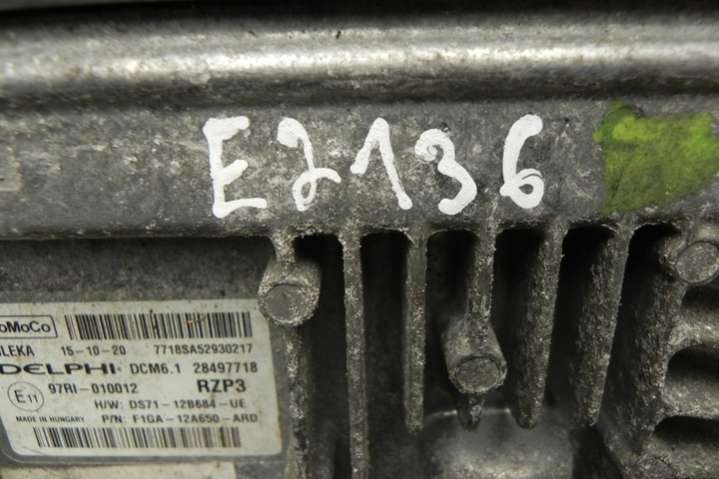 E2136
oMoCo
LEKA 15-10-20 7718SA52930217
DELPHI DCM6.1 28497718
E11 97RI-010012 RZP3
H/W: DS71-12B684-UE
MADE IN HUNGARY P/N: F1GA-12A650-ARD